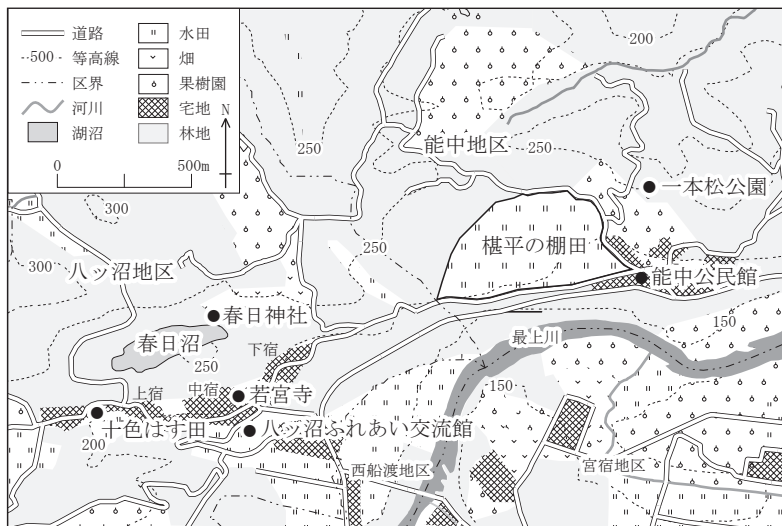 道路
500 等高線
区界
河川
湖沼
水田
畑
果樹園
宅地
林地
N
0 500m
200
能中地区
250
250
一本松公園
300
250
椹平の棚田
300
八ッ沼地区
能中公民館
春日神社
春日沼
250
下宿
最上川
150
上宿
中宿
若宮寺
150
十色はす田
200
八ッ沼ふれあい交流館
西船渡地区
宮宿地区